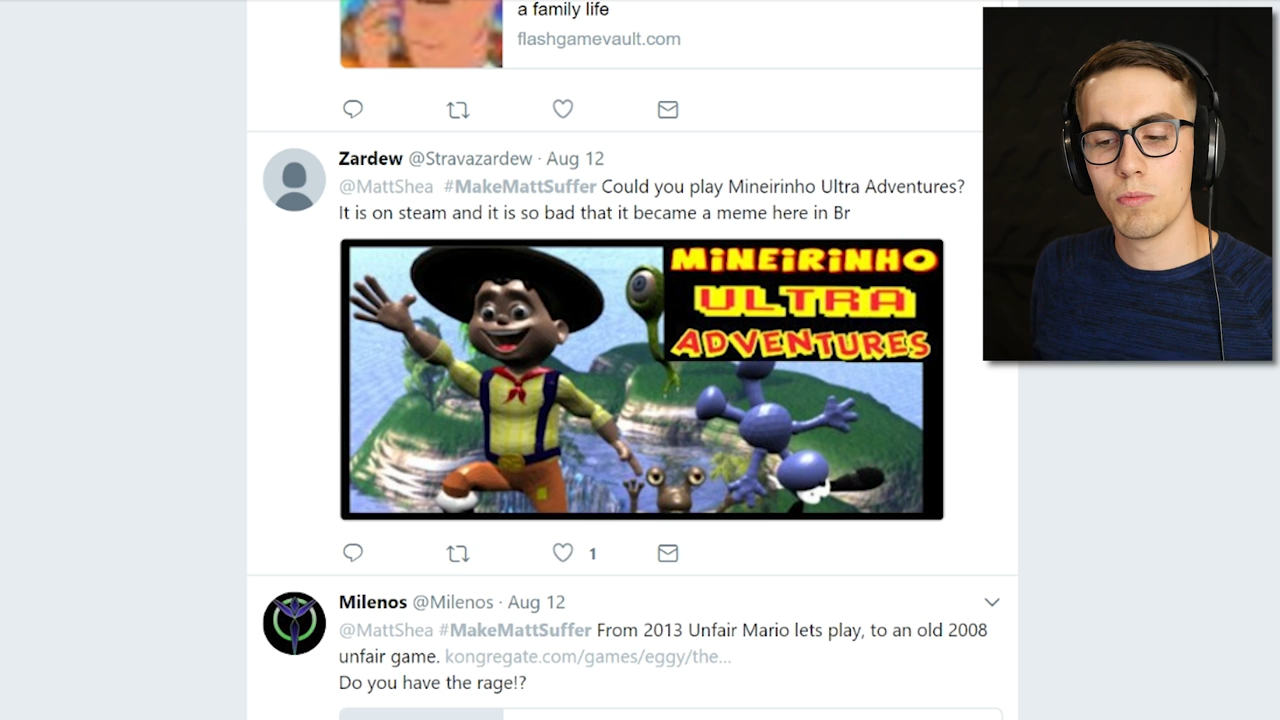 a family life
flashgamevault.com
Zardew @Stravazardew · Aug 12
@MattShea #MakeMattSuffer Could you play Mineirinho Ultra Adventures?
It is on steam and it is so bad that it became a meme here in Br
MiNEiRiNHO
ULTRA
ADVENTURES
1
Milenos @Milenos · Aug 12
@MattShea #MakeMattSuffer From 2013 Unfair Mario lets play, to an old 2008
unfair game. kongregate.com/games/eggy/the...
Do you have the rage!?